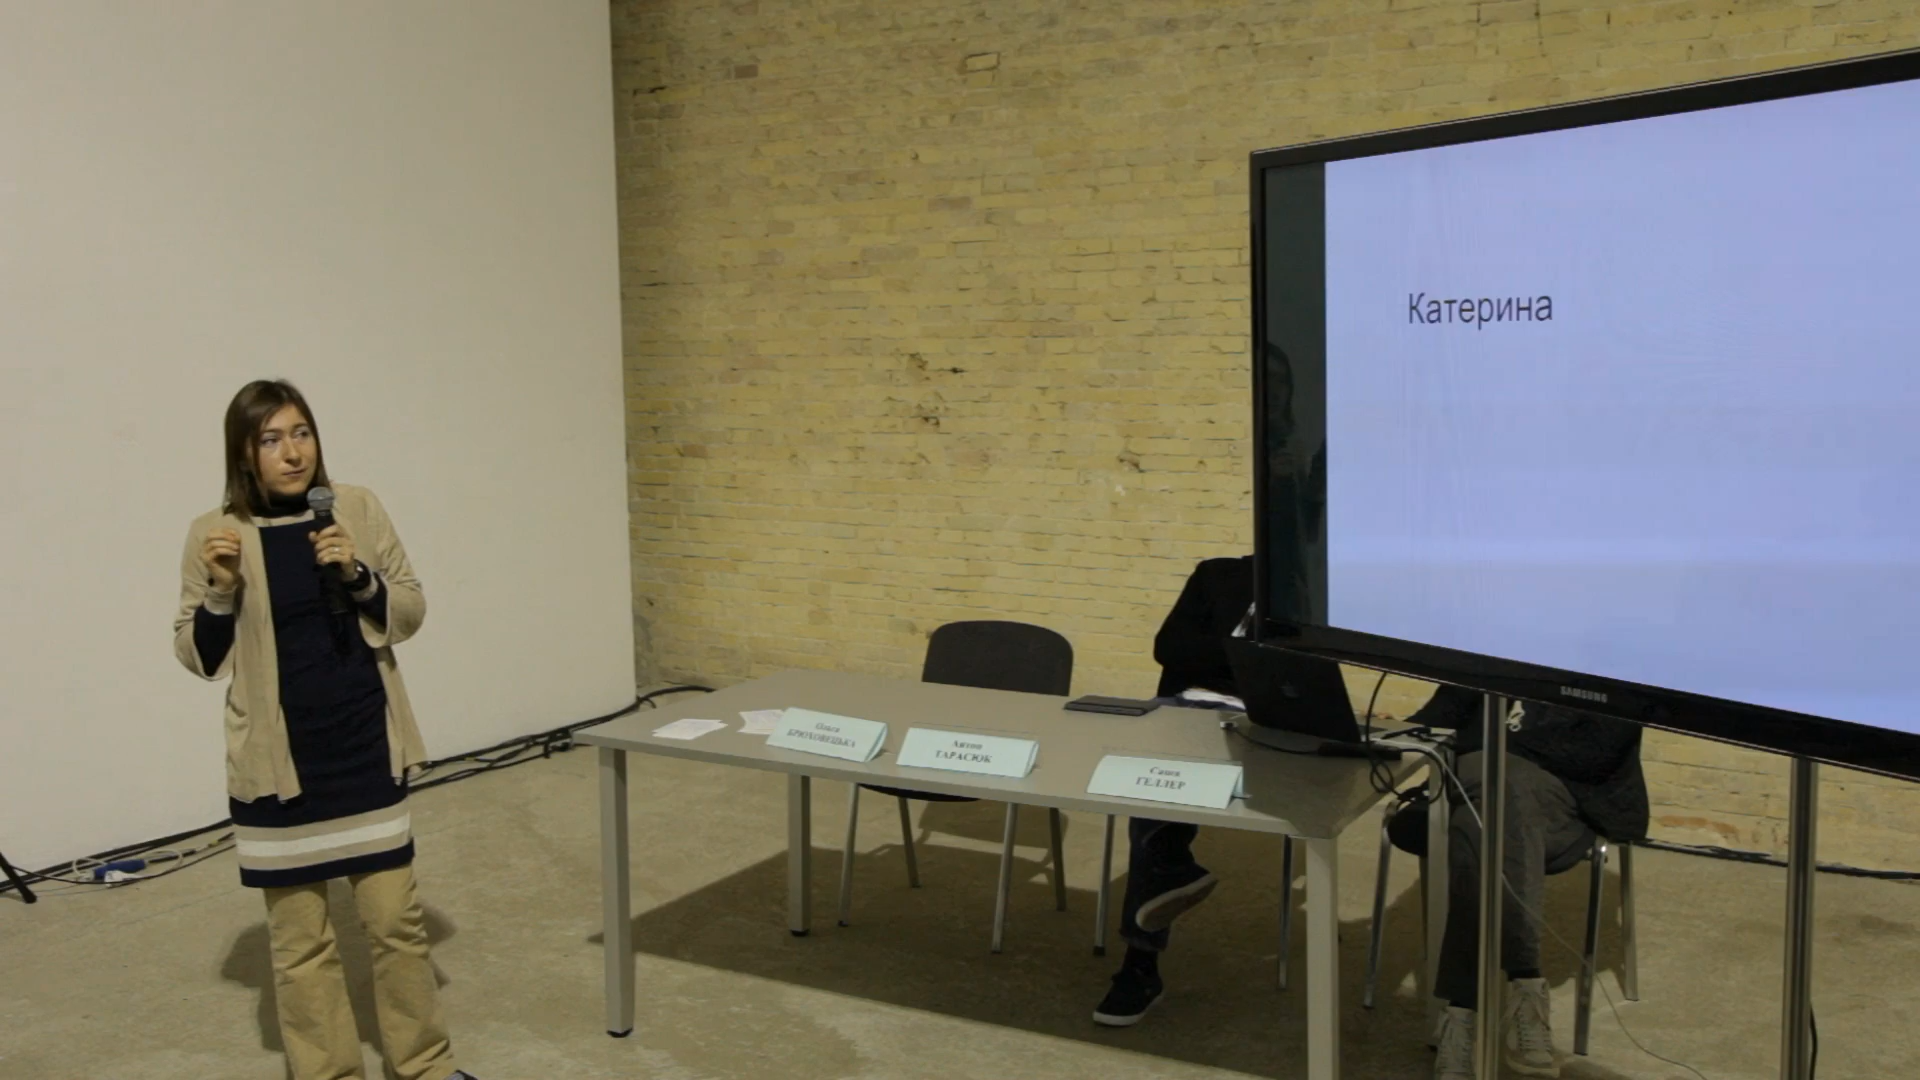 Катерина
SAMSUNG
Ольга
БРЮХОВЕЦЬКА
Антон
ТАРАСЮК
Саша
ГЕЛЛЕР